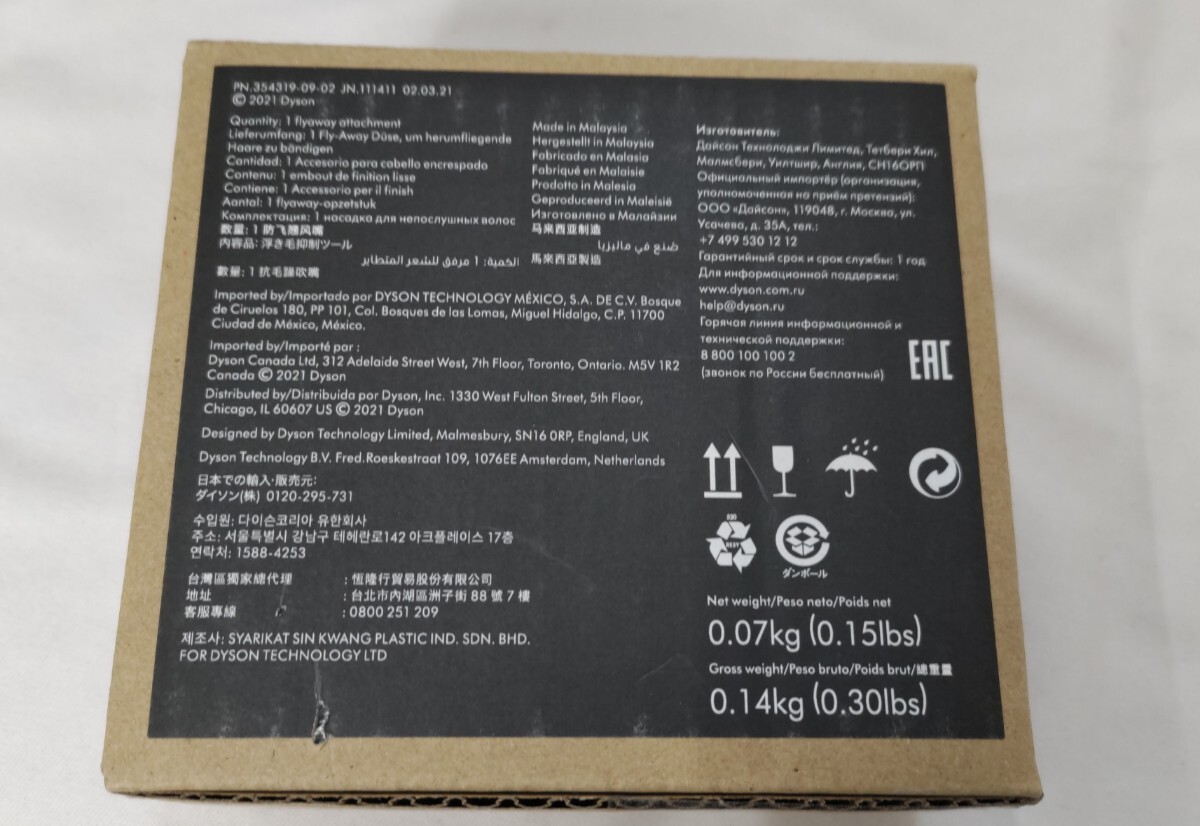 PN.354319-09-02 JN.111411 02.03.21
© 2021 Dyson
Quantity: 1 flyaway attachment
Lieferumfang: 1 Fly-Away Düse, um herumfliegende
Haare zu bändigen
Cantidad: 1 Accesorio para cabello encrespado
Contenu: 1 embout de finition lisse
Contiene: 1 Accessorio per il finish
Aantal: 1 flyaway-opzetstuk
Комплектация: 1 насадка для непослушных волос
数量: 1 防飞翘风嘴
内容品: 浮き毛抑制ツール
الكمية: 1 مرفق للشعر المتطاير
數量: 1 抗毛躁吹嘴
Made in Malaysia
Hergestellt in Malaysia
Fabricado en Malasia
Fabriqué en Malaisie
Prodotto in Malesia
Geproduceerd in Maleisië
Изготовлено в Малайзии
马来西亚制造
صنع في ماليزيا
馬來西亞製造
Imported by/Importado por DYSON TECHNOLOGY MÉXICO, S.A. DE C.V. Bosque
de Ciruelos 180, PP 101, Col. Bosques de las Lomas, Miguel Hidalgo, C.P. 11700
Ciudad de México, México.
Imported by/Importé par :
Dyson Canada Ltd, 312 Adelaide Street West, 7th Floor, Toronto, Ontario. M5V 1R2
Canada © 2021 Dyson
Distributed by/Distribuida por Dyson, Inc. 1330 West Fulton Street, 5th Floor,
Chicago, IL 60607 US © 2021 Dyson
Designed by Dyson Technology Limited, Malmesbury, SN16 0RP, England, UK
Dyson Technology B.V. Fred.Roeskestraat 109, 1076EE Amsterdam, Netherlands
日本での輸入・販売元:
ダイソン(株) 0120-295-731
수입원: 다이슨코리아 유한회사
주소: 서울특별시 강남구 테헤란로142 아크플레이스 17층
연락처: 1588-4253
台灣區獨家總代理 : 恆隆行貿易股份有限公司
地址 : 台北市內湖區洲子街 88 號 7 樓
客服專線 : 0800 251 209
제조사: SYARIKAT SIN KWANG PLASTIC IND. SDN. BHD.
FOR DYSON TECHNOLOGY LTD
Изготовитель:
Дайсон Технолоджи Лимитед, Тетбери Хил,
Малмсбери, Уилтшир, Англия, СН16ОРП
Официальный импортёр (организация,
уполномоченная на приём претензий):
ООО «Дайсон», 119048, г. Москва, ул.
Усачева, д. 35А, тел.:
+7 499 530 12 12
Гарантийный срок и срок службы: 1 год
Для информационной поддержки:
www.dyson.com.ru
help@dyson.ru
Горячая линия информационной и
технической поддержки:
8 800 100 100 2
(звонок по России бесплатный)
EAC
ダンボール
Net weight/Peso neto/Poids net
0.07kg (0.15lbs)
Gross weight/Peso bruto/Poids brut/總重量
0.14kg (0.30lbs)